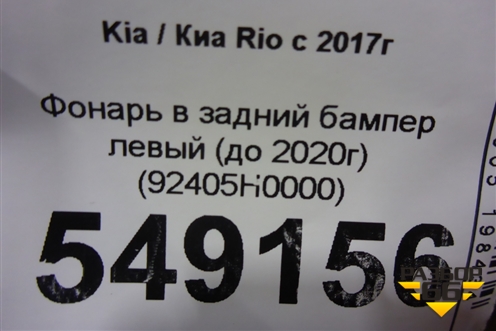 Kia / Киа Rio с 2017г
Фонарь в задний бампер
левый (до 2020г)
(92405H0000)
549156